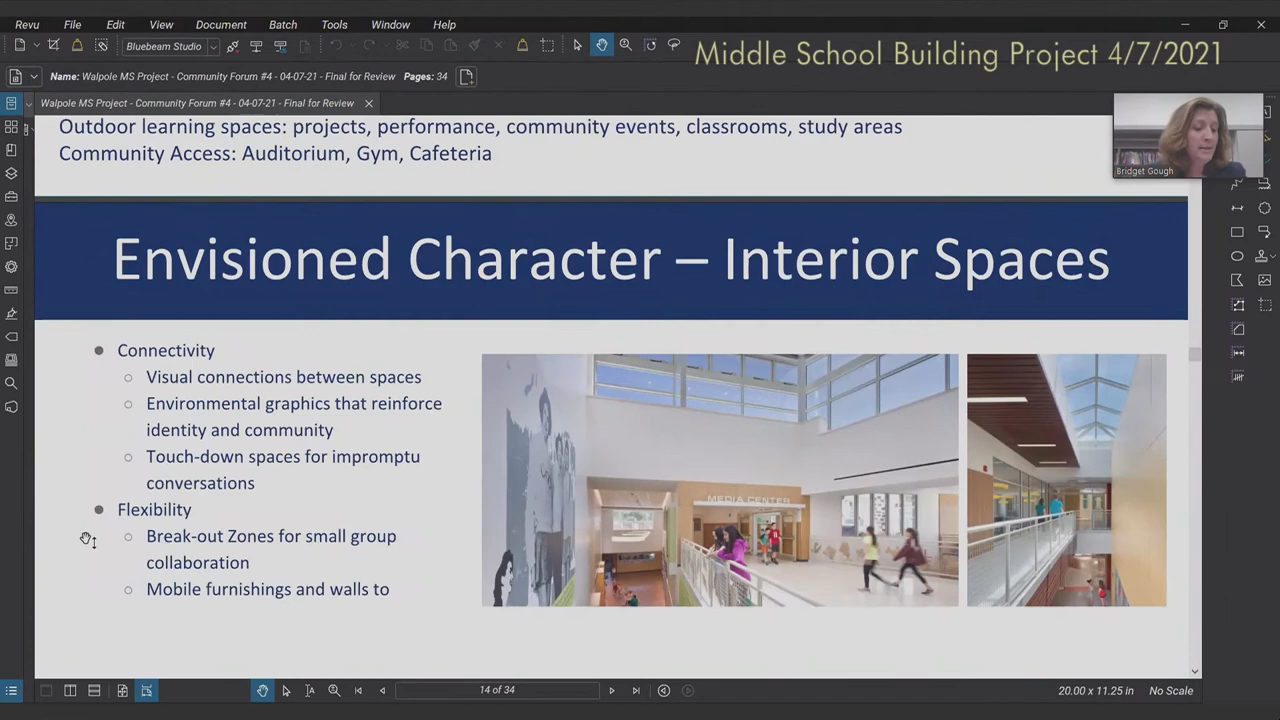 Revu File Edit View Document Batch Tools Window Help
Bluebeam Studio
Middle School Building Project 4/7/2021
Name: Walpole MS Project - Community Forum #4 - 04-07-21 - Final for Review Pages: 34
Walpole MS Project - Community Forum #4 - 04-07-21 - Final for Review
Outdoor learning spaces: projects, performance, community events, classrooms, study areas
Community Access: Auditorium, Gym, Cafeteria
Bridget Gough
Envisioned Character – Interior Spaces
Connectivity
Visual connections between spaces
Environmental graphics that reinforce
identity and community
Touch-down spaces for impromptu
conversations
Flexibility
Break-out Zones for small group
collaboration
Mobile furnishings and walls to
MEDIA CENTER
14 of 34
20.00 x 11.25 in No Scale